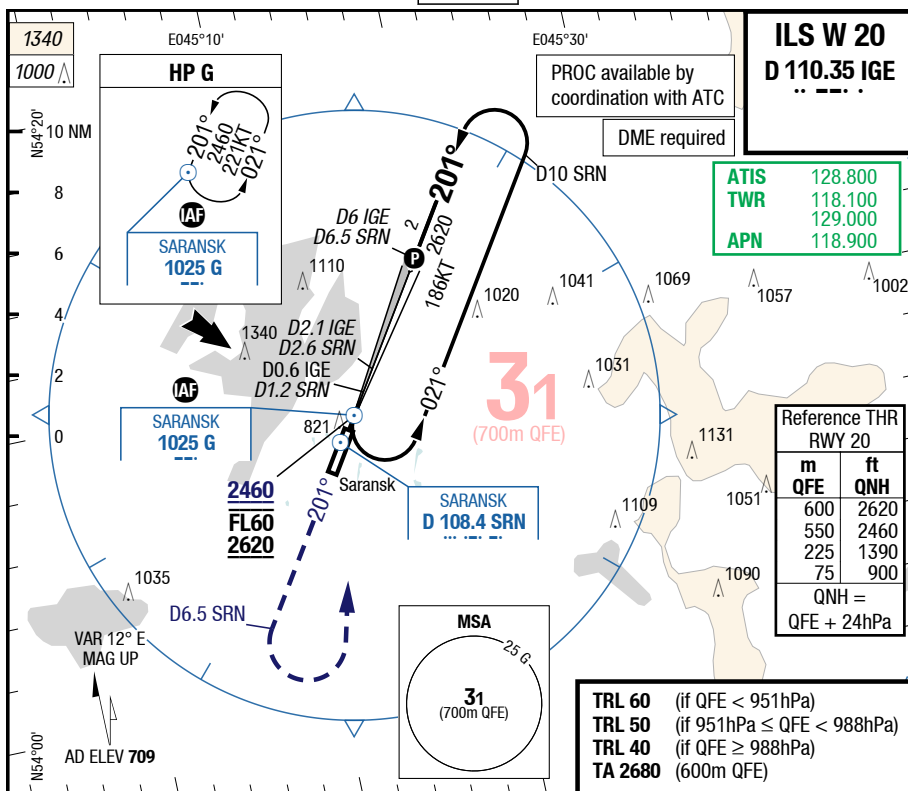 1340
1000
E045°10'
E045°30'
ILS W 20
D 110.35 IGE
HP G
201°
2460
221KT
021°
IAF
SARANSK
1025 G
PROC available by
coordination with ATC
DME required
N54°20'
10 NM
8
6
4
2
0
D10 SRN
201°
2
2620
186KT
021°
D6 IGE
D6.5 SRN
P
ATIS 128.800
TWR 118.100
129.000
APN 118.900
1110
1020
1041
1069
1057
1002
1340
D2.1 IGE
D2.6 SRN
D0.6 IGE
D1.2 SRN
31
(700m QFE)
1031
IAF
SARANSK
1025 G
821
Saransk
1131
1051
1109
1090
Reference THR
RWY 20
m ft
QFE QNH
600 2620
550 2460
225 1390
75 900
QNH =
QFE + 24hPa
2460
FL60
2620
201°
SARANSK
D 108.4 SRN
1035
D6.5 SRN
VAR 12° E
MAG UP
AD ELEV 709
N54°00'
MSA
25 G
31
(700m QFE)
TRL 60 (if QFE < 951hPa)
TRL 50 (if 951hPa ≤ QFE < 988hPa)
TRL 40 (if QFE ≥ 988hPa)
TA 2680 (600m QFE)